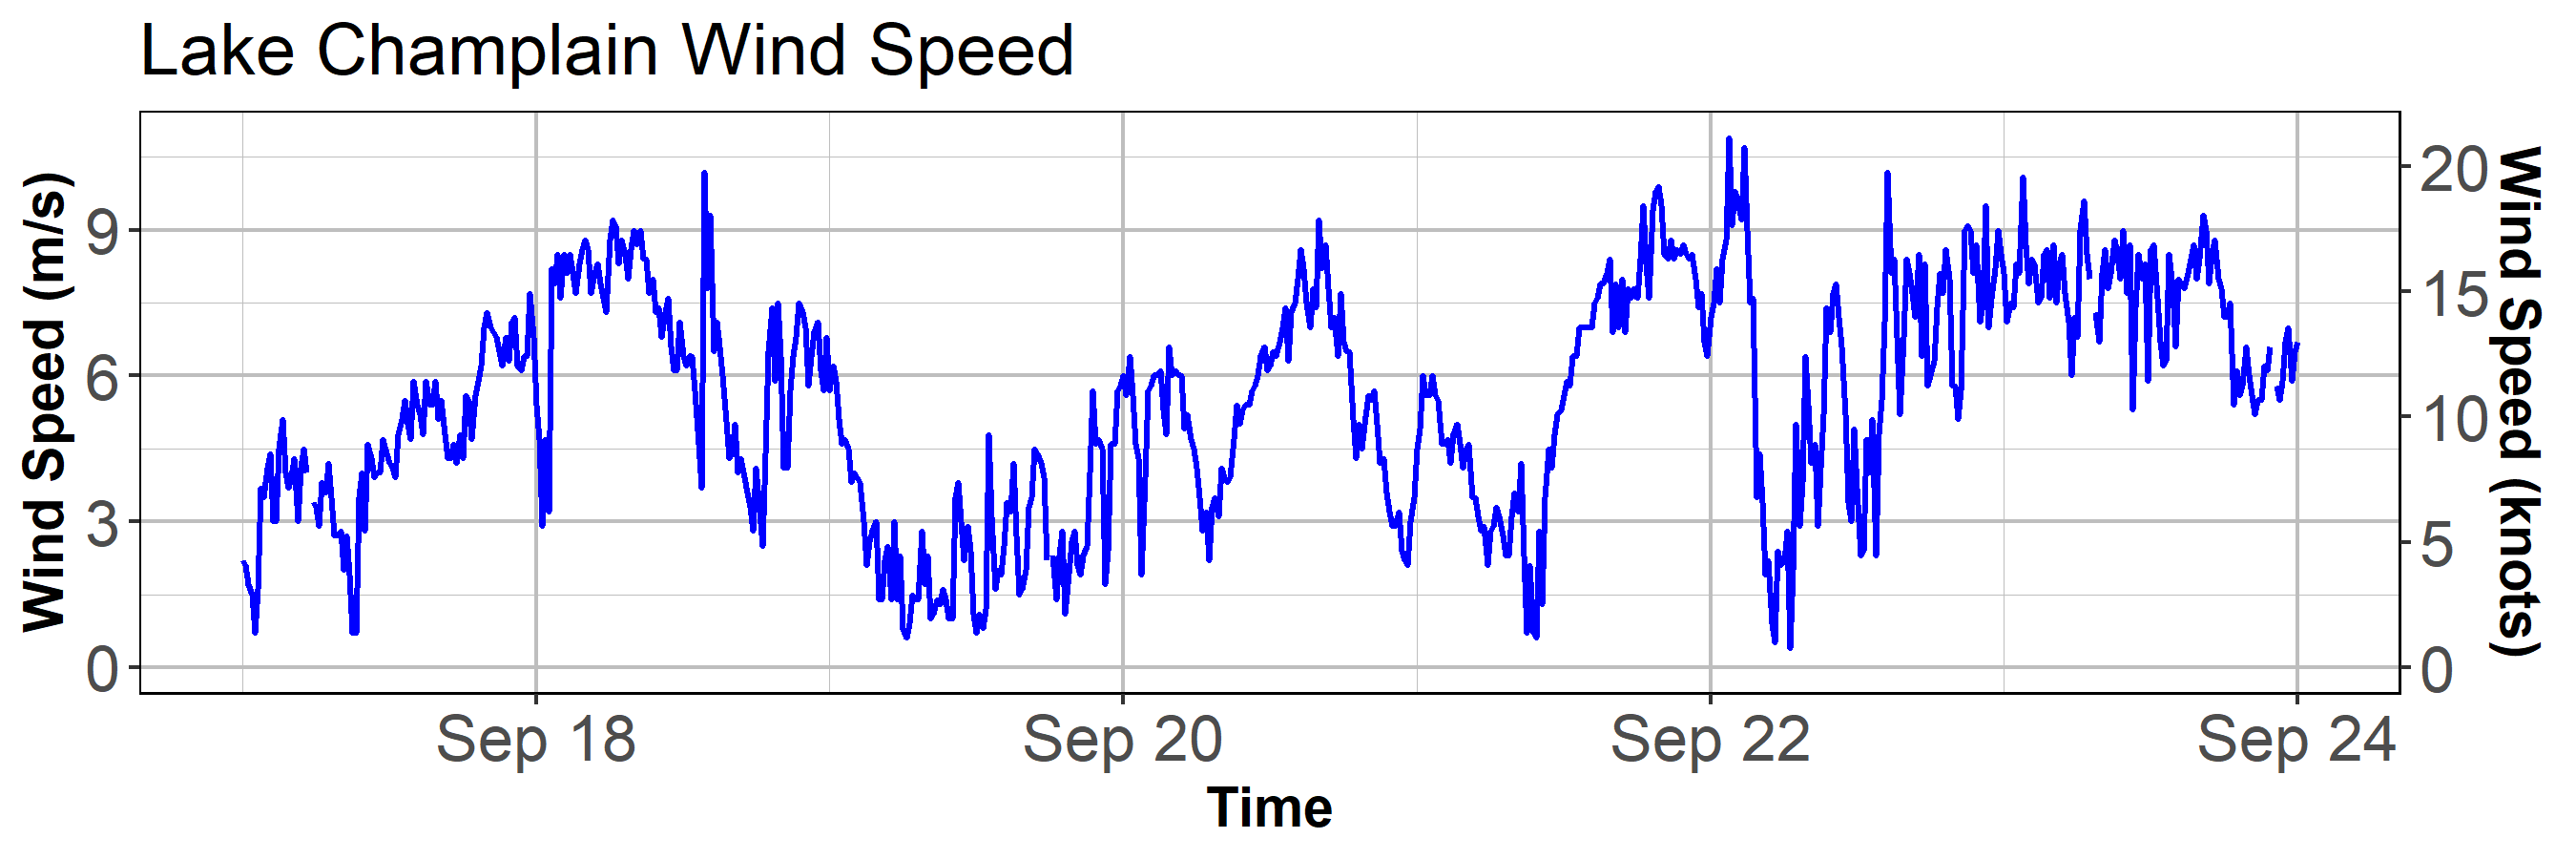 Lake Champlain Wind Speed
Wind Speed (m/s)
9
6
3
0
20
15
10
5
0
Wind Speed (knots)
Sep 18
Sep 20
Sep 22
Sep 24
Time